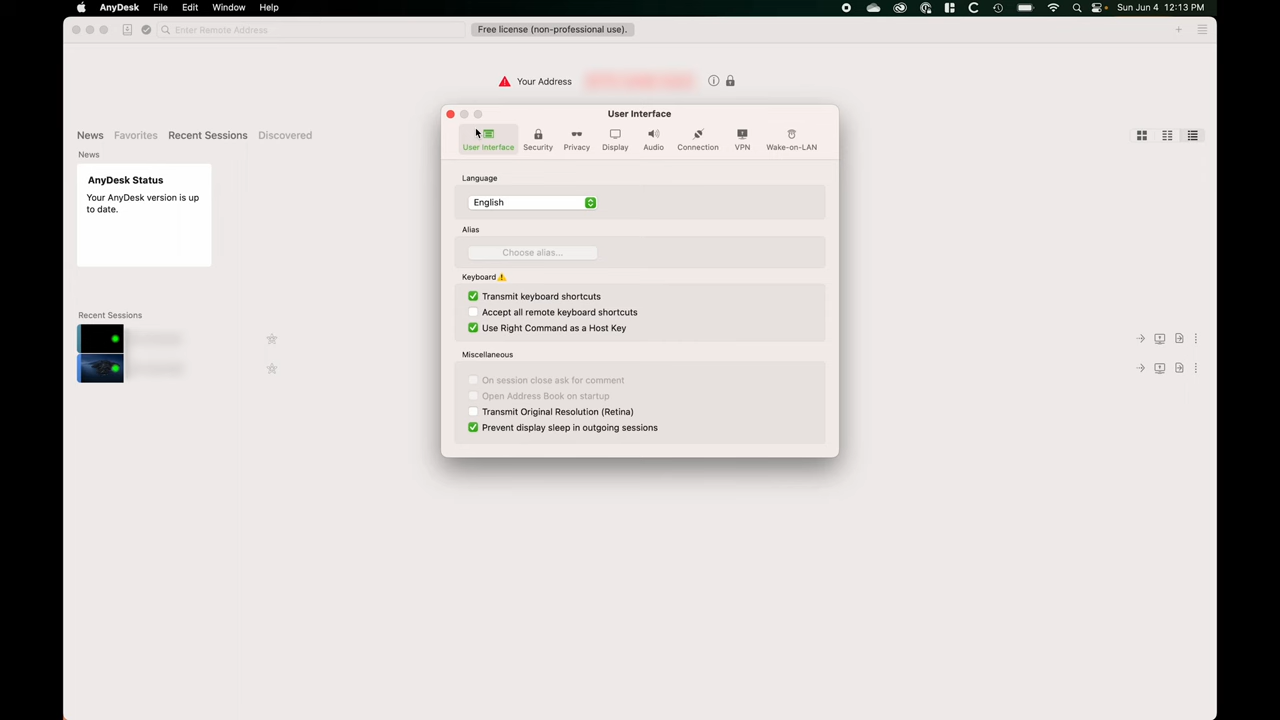 AnyDesk File Edit Window Help
Sun Jun 4 12:13 PM
Enter Remote Address
Free license (non-professional use).
Your Address
News Favorites Recent Sessions Discovered
News
AnyDesk Status
Your AnyDesk version is up
to date.
Recent Sessions
User Interface
User Interface Security Privacy Display Audio Connection VPN Wake-on-LAN
Language
English
Alias
Choose alias...
Keyboard
Transmit keyboard shortcuts
Accept all remote keyboard shortcuts
Use Right Command as a Host Key
Miscellaneous
On session close ask for comment
Open Address Book on startup
Transmit Original Resolution (Retina)
Prevent display sleep in outgoing sessions